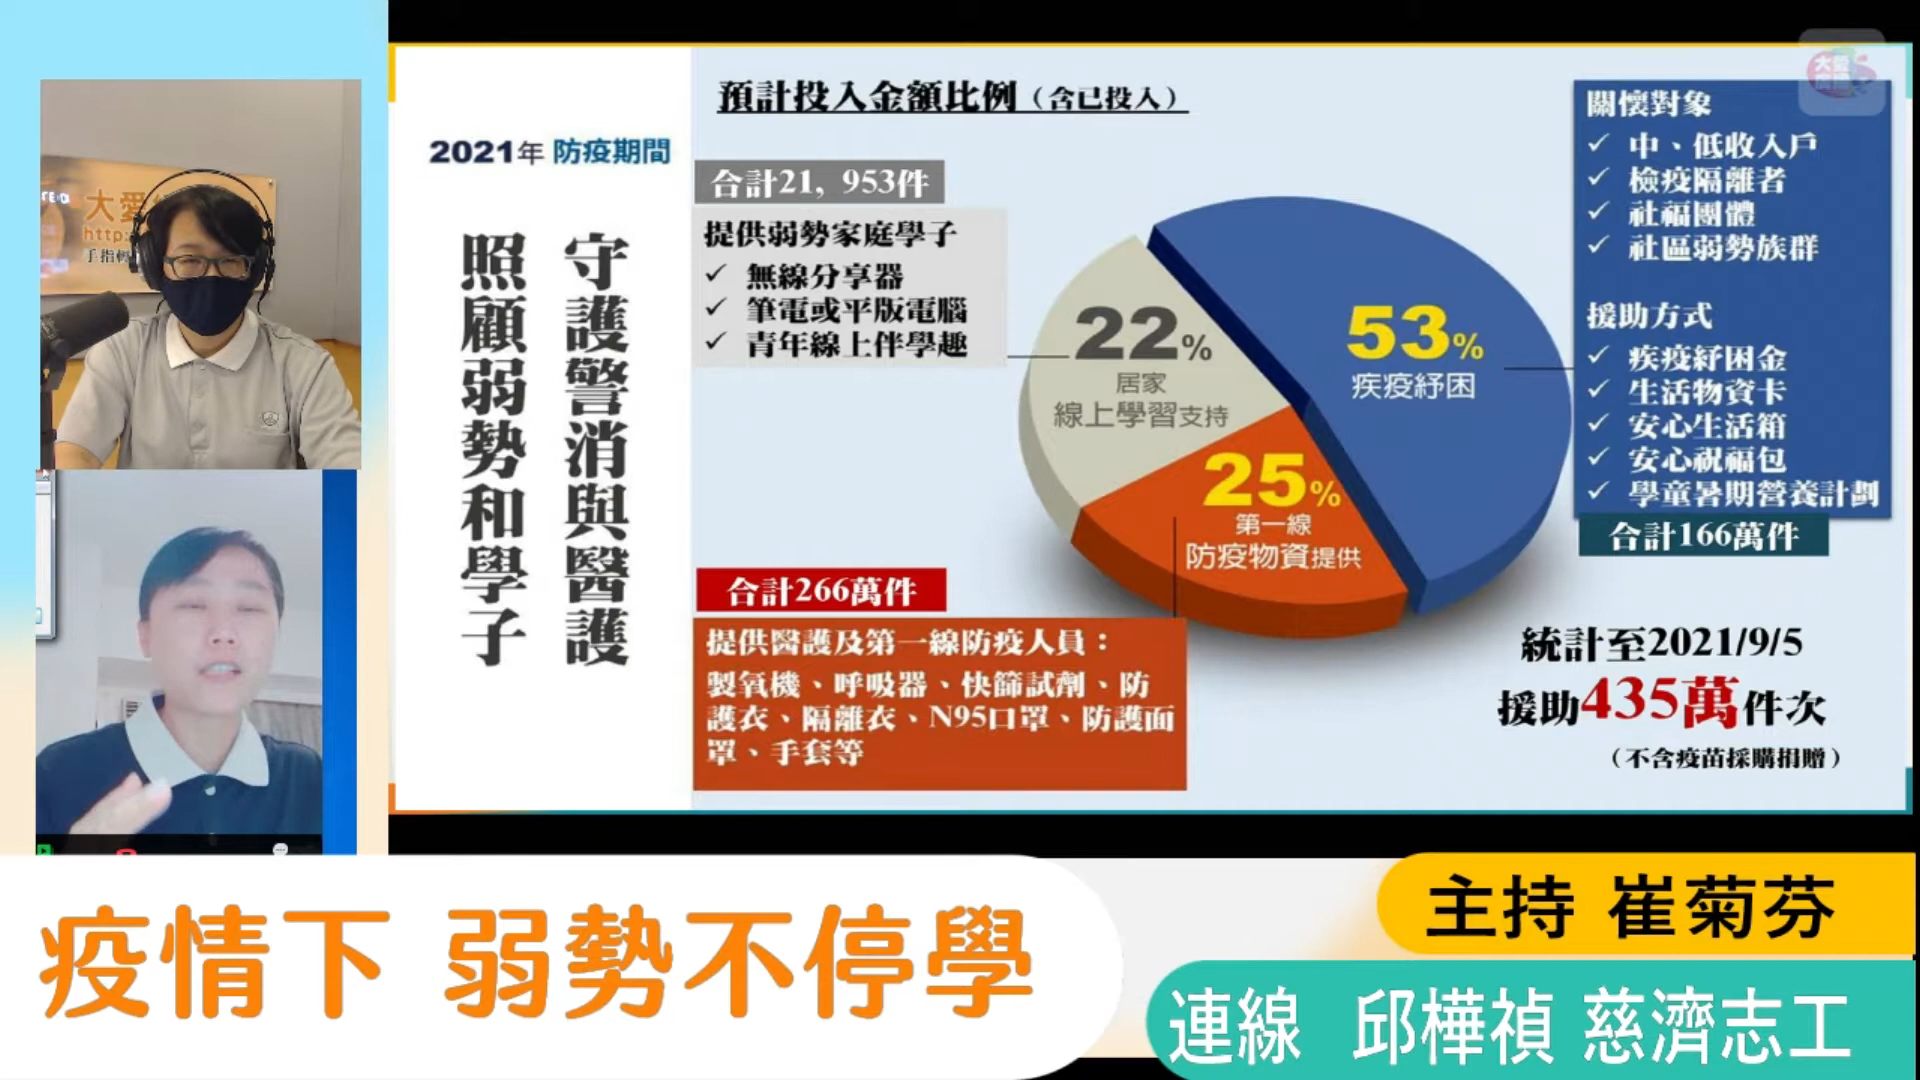 大愛
http:
手指
2021年 防疫期間
守護警消與醫護
照顧弱勢和學子
預計投入金額比例（含已投入）
合計21, 953件
提供弱勢家庭學子
✓ 無線分享器
✓ 筆電或平版電腦
✓ 青年線上伴學趣
22%
居家
線上學習支持
53%
疾疫紓困
25%
第一線
防疫物資提供
合計266萬件
提供醫護及第一線防疫人員：
製氧機、呼吸器、快篩試劑、防
護衣、隔離衣、N95口罩、防護面
罩、手套等
關懷對象
✓ 中、低收入戶
✓ 檢疫隔離者
✓ 社福團體
✓ 社區弱勢族群
援助方式
✓ 疾疫紓困金
✓ 生活物資卡
✓ 安心生活箱
✓ 安心祝福包
✓ 學童暑期營養計劃
合計166萬件
統計至2021/9/5
援助435萬件次
（不含疫苗採購捐贈）
大愛
疫情下 弱勢不停學
主持 崔菊芬
連線 邱樺禎 慈濟志工